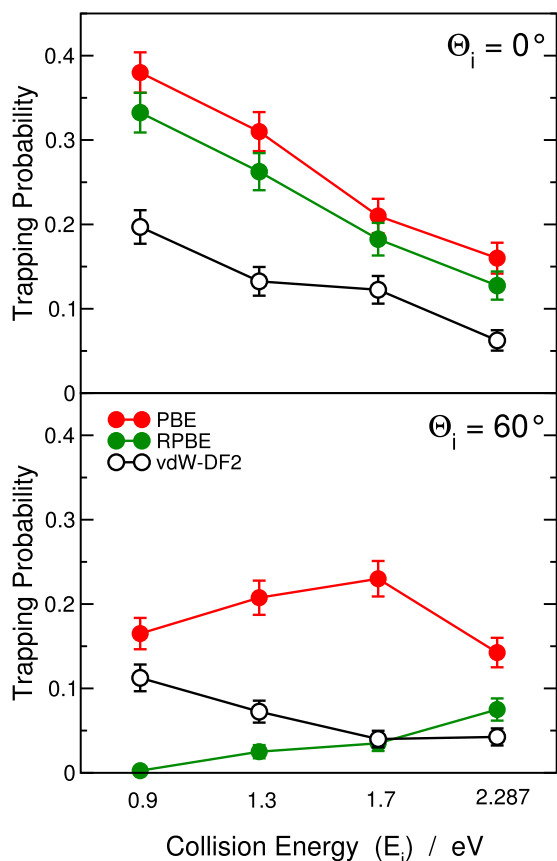 Θi = 0°
0.4
0.3
0.2
0.1
0
Trapping Probability
PBE
RPBE
vdW-DF2
Θi = 60°
0.4
0.3
0.2
0.1
0
Trapping Probability
0.9 1.3 1.7 2.287
Collision Energy (Ei) / eV